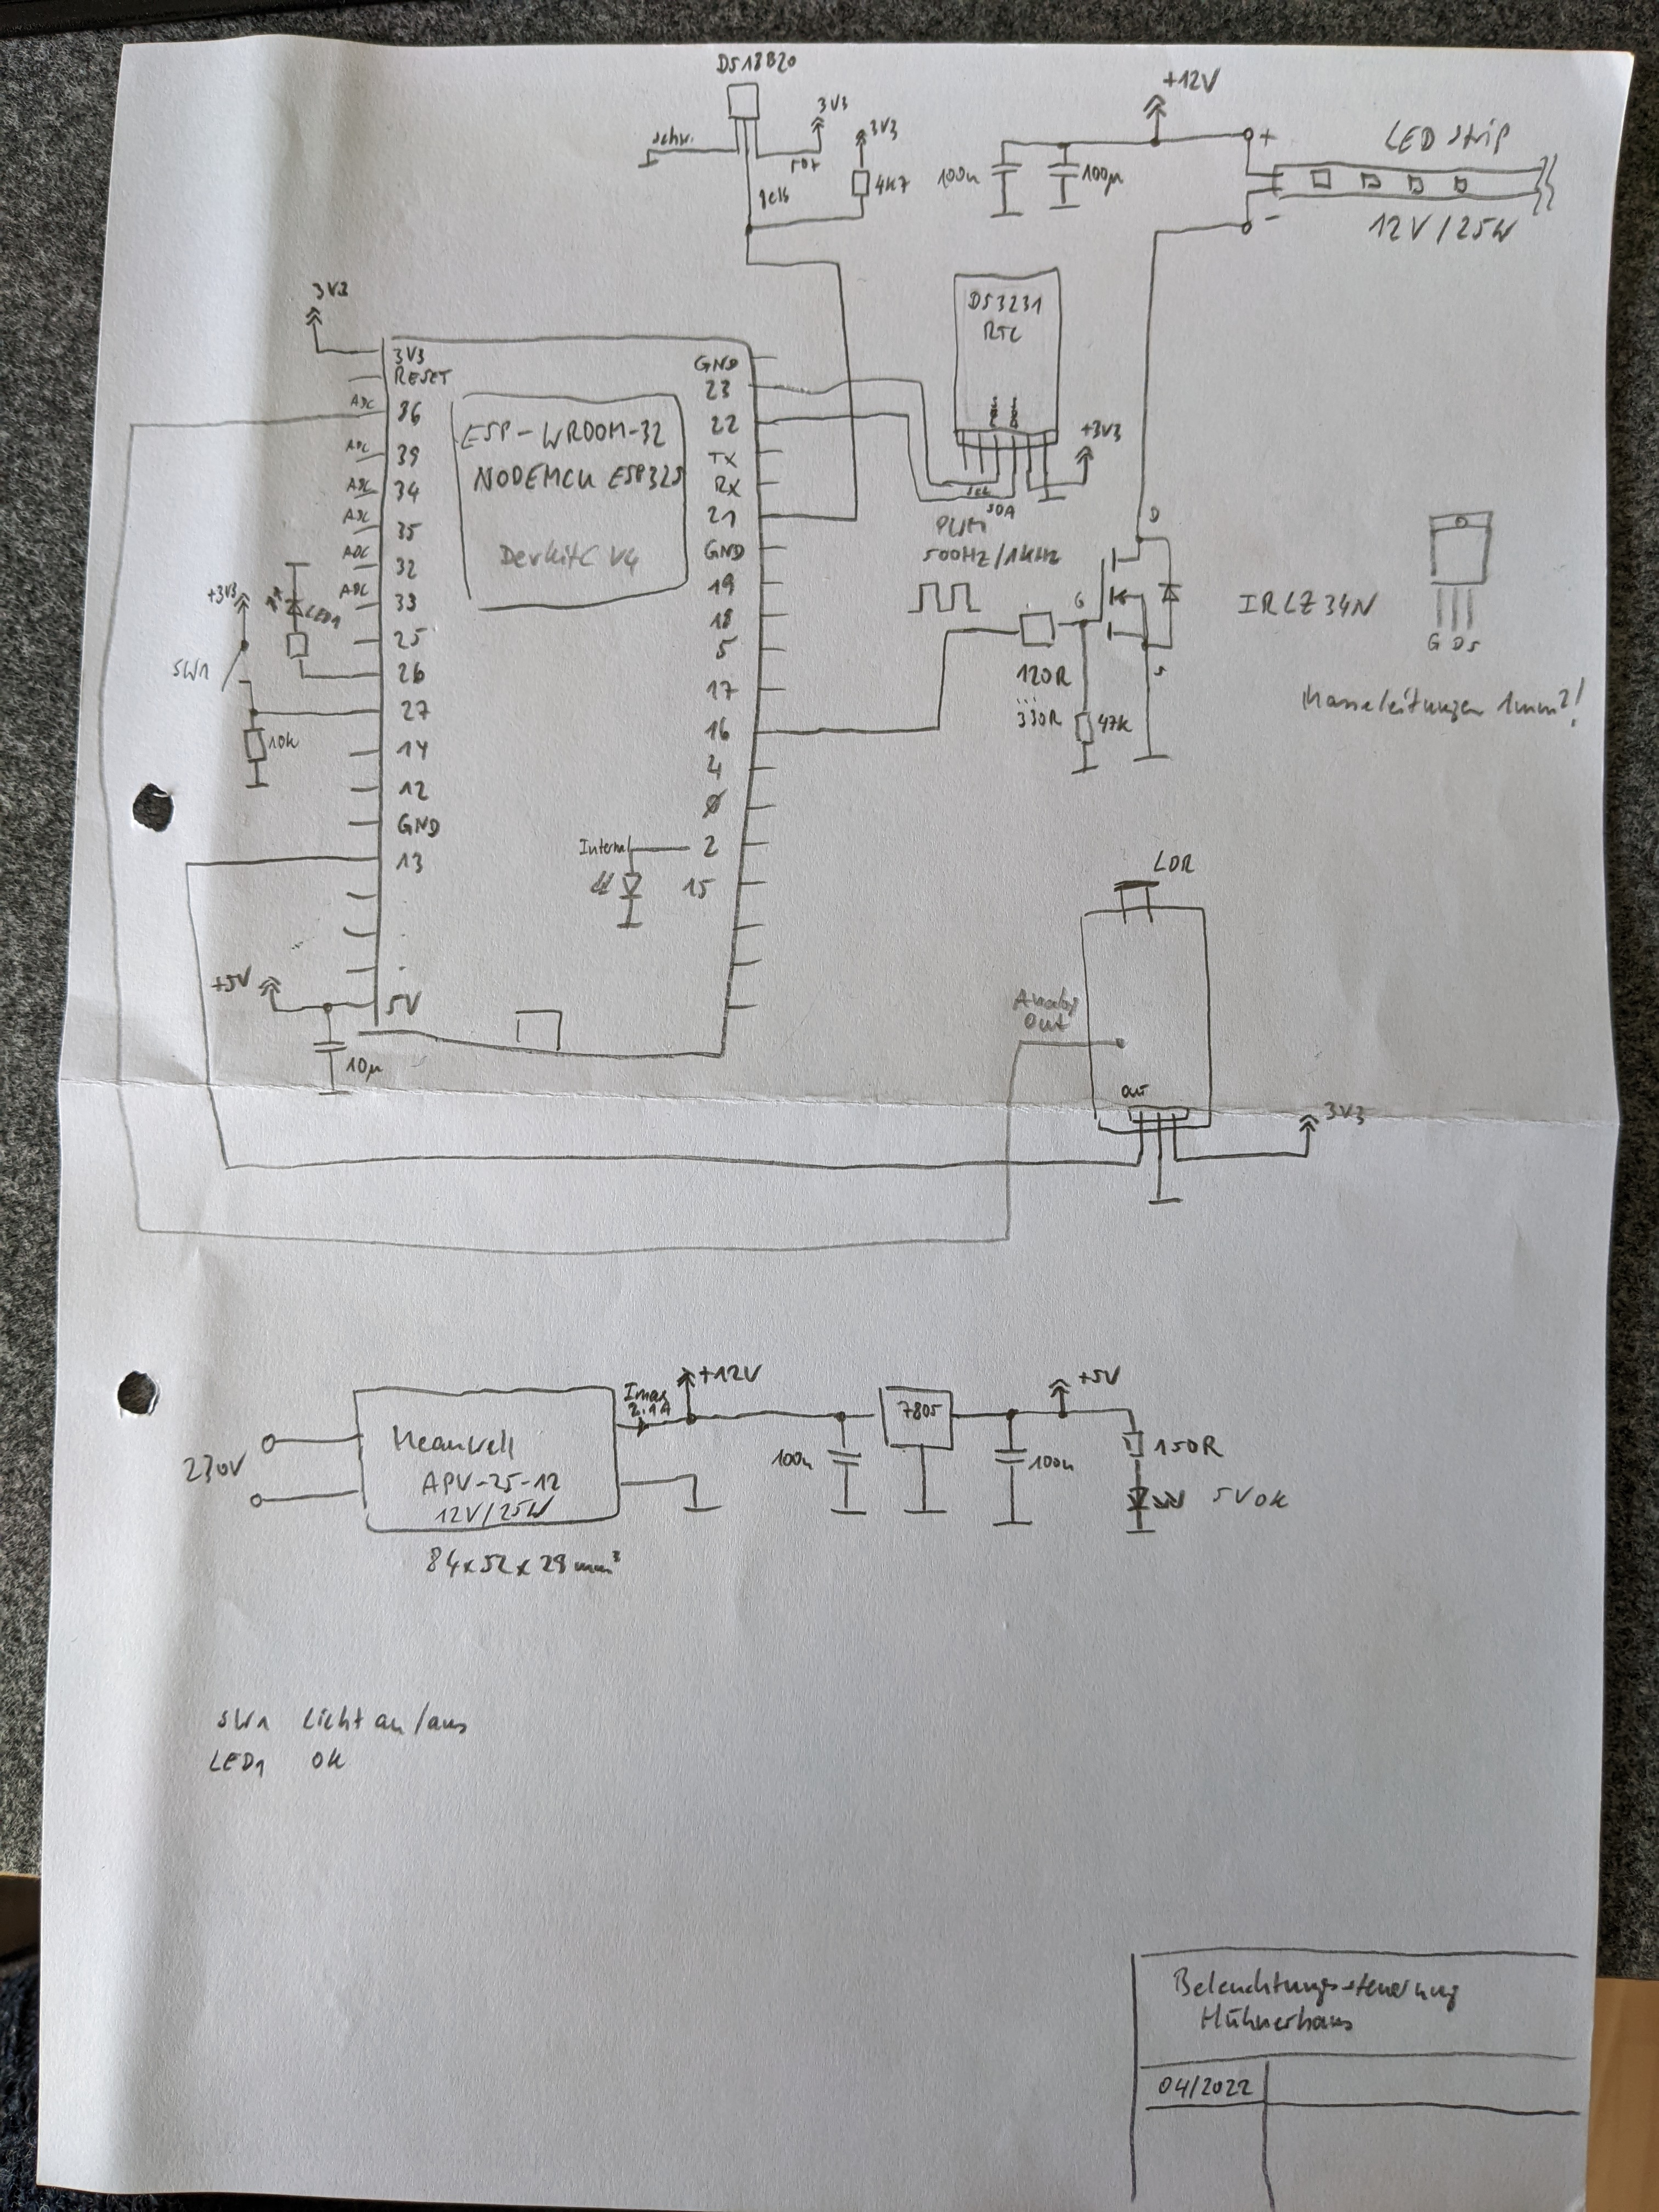 DS18B20
schw.
rot
3V3
3V3
gelb
4K7
+12V
100n
100µ
+
-
LED Strip
12V/25W
DS3231
RTC
SCL
SDA
+3V3
3V3
3V3
RESET
ADC 36
ADC 39
ADC 34
ADC 35
ADC 32
ADC 33
25
26
27
14
12
GND
13
5V
ESP-WROOM-32
NODEMCU ESP32S
DevkitC V4
GND
23
22
TX
RX
21
GND
19
18
5
17
16
4
Ø
2
15
Internal
+3V3
LED1
SW1
10k
+5V
10µ
PWM
500Hz/1KHz
120R
...
330R
47K
G
D
S
IRLZ34N
G D S
Masseleitungen 1mm²!
LDR
Analog
Out
OUT
3V3
230V
Meanwell
APV-25-12
12V/25W
84x52x28mm³
Imax
2.1A
+12V
100n
7805
100n
+5V
150R
5V OK
SW1 Licht an/aus
LED1 OK
Beleuchtungssteuerung
Hühnerhaus
04/2022